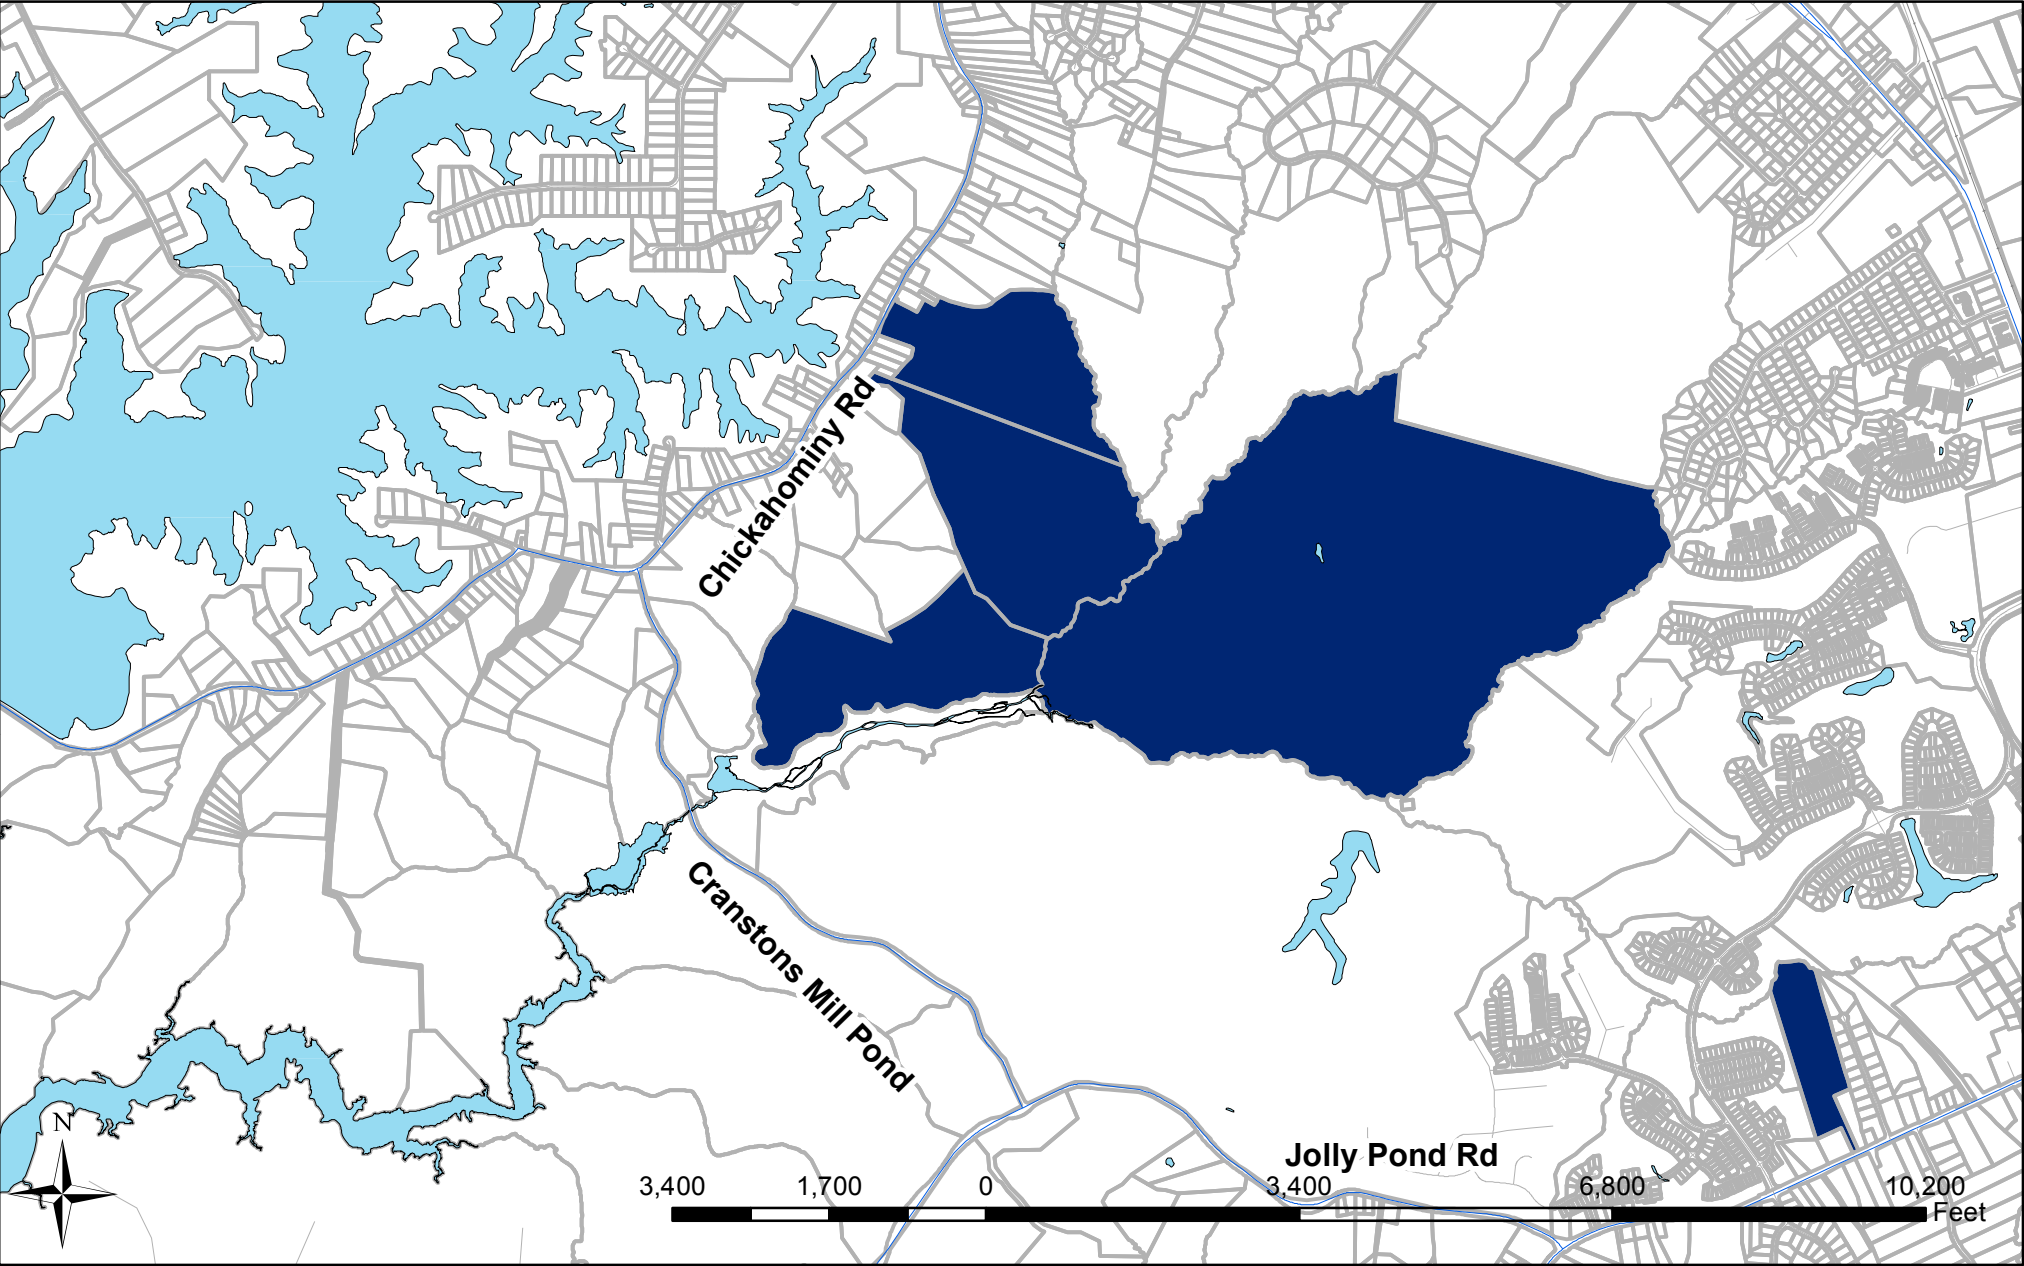 Chickahominy Rd
Cranstons Mill Pond
N
Jolly Pond Rd
3,400 1,700 0 3,400 6,800 10,200
Feet